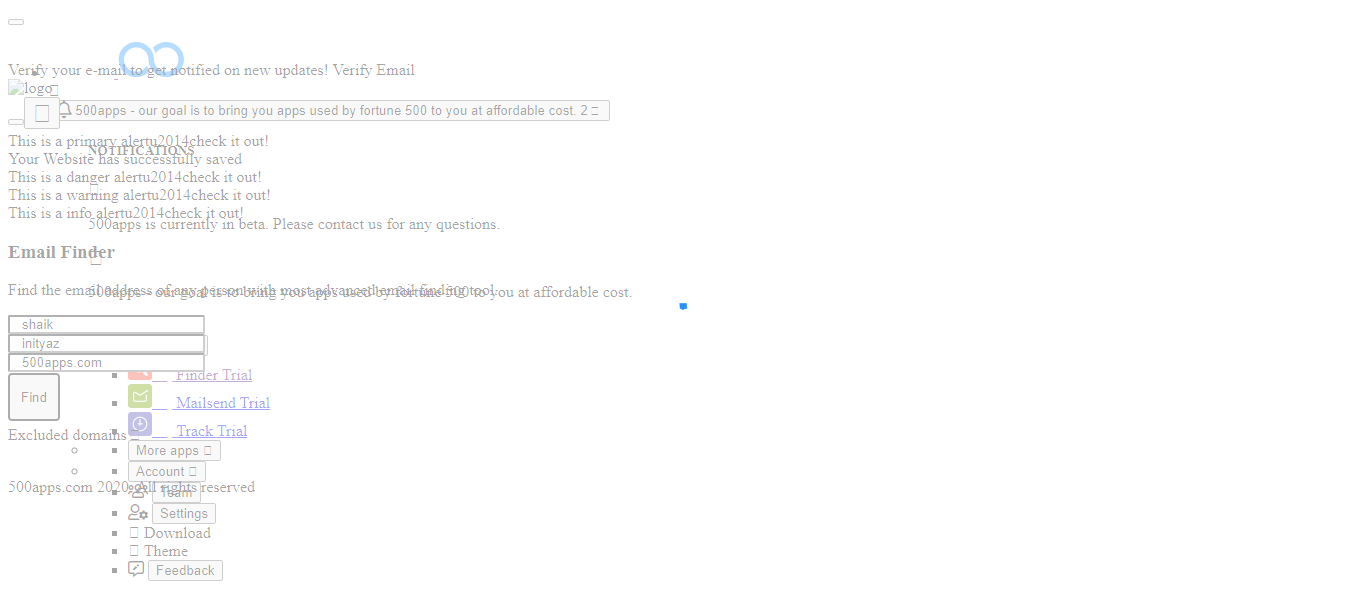 Verify your e-mail to get notified on new updates! Verify Email
logo
500apps - our goal is to bring you apps used by fortune 500 to you at affordable cost. 2
This is a primary alertu2014check it out!
NOTIFICATIONS
Your Website has successfully saved
This is a danger alertu2014check it out!
This is a warning alertu2014check it out!
This is a info alertu2014check it out!
500apps is currently in beta. Please contact us for any questions.
Email Finder
Find the email address of any person with most advanced email finding tool.
500apps - our goal is to bring you apps used by fortune 500 to you at affordable cost.
shaik
inityaz
500apps.com
Finder Trial
Find
Mailsend Trial
Track Trial
Excluded domains
More apps
Account
500apps.com 2020. All rights reserved
Team
Settings
Download
Theme
Feedback